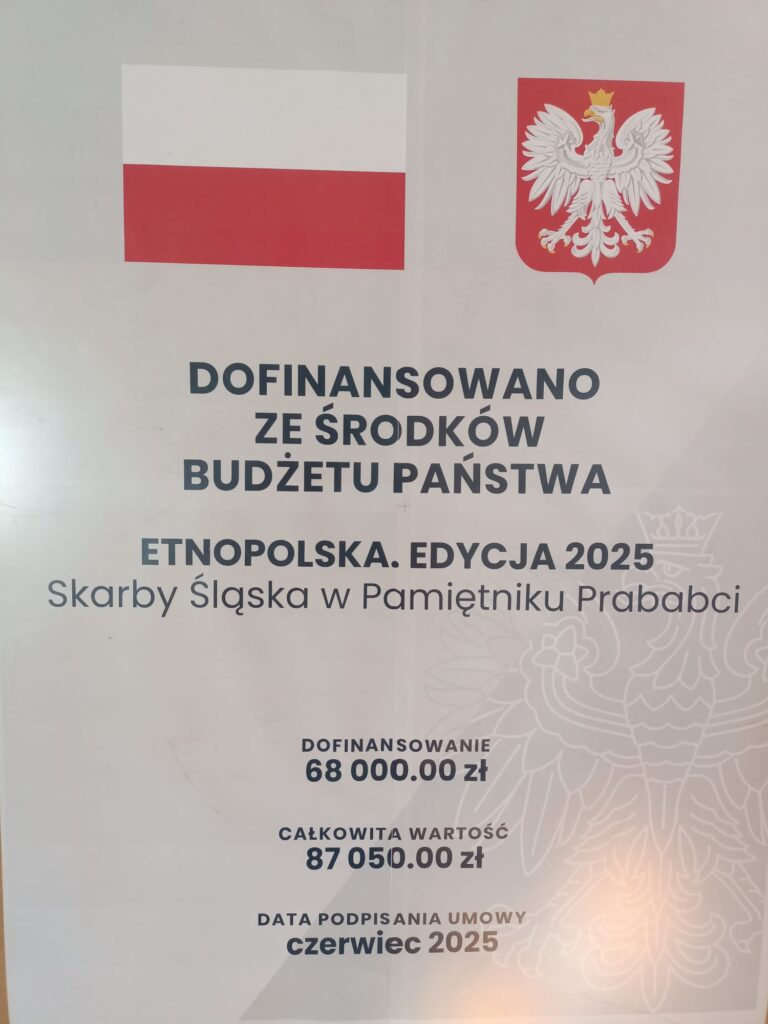 DOFINANSOWANO
ZE ŚRODKÓW
BUDŻETU PAŃSTWA
ETNOPOLSKA. EDYCJA 2025
Skarby Śląska w Pamiętniku Prababci
DOFINANSOWANIE
68 000.00 zł
CAŁKOWITA WARTOŚĆ
87 050.00 zł
DATA PODPISANIA UMOWY
czerwiec 2025